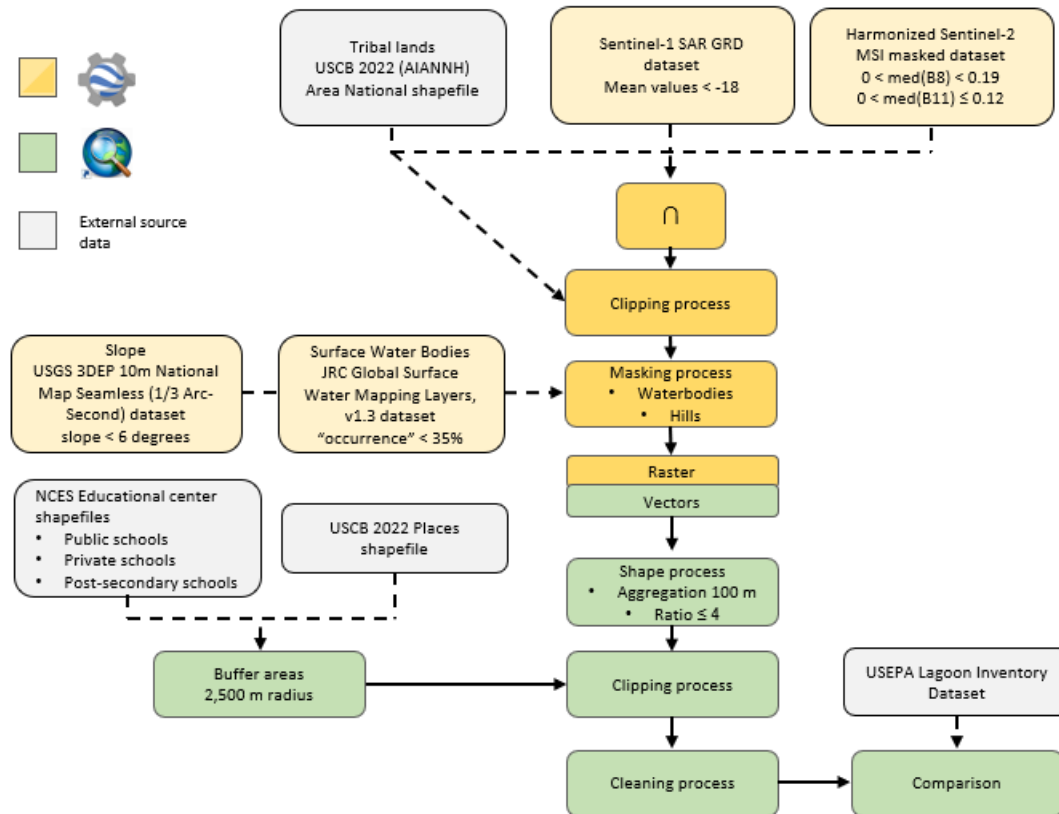 Tribal lands
USCB 2022 (AIANNH)
Area National shapefile
Sentinel-1 SAR GRD
dataset
Mean values < -18
Harmonized Sentinel-2
MSI masked dataset
0 < med(B8) < 0.19
0 < med(B11) ≤ 0.12
External source
data
∩
Clipping process
Slope
USGS 3DEP 10m National
Map Seamless (1/3 Arc-
Second) dataset
slope < 6 degrees
Surface Water Bodies
JRC Global Surface
Water Mapping Layers,
v1.3 dataset
“occurrence” < 35%
Masking process
• Waterbodies
• Hills
Raster
Vectors
NCES Educational center
shapefiles
• Public schools
• Private schools
• Post-secondary schools
USCB 2022 Places
shapefile
Shape process
• Aggregation 100 m
• Ratio ≤ 4
Buffer areas
2,500 m radius
Clipping process
USEPA Lagoon Inventory
Dataset
Cleaning process
Comparison